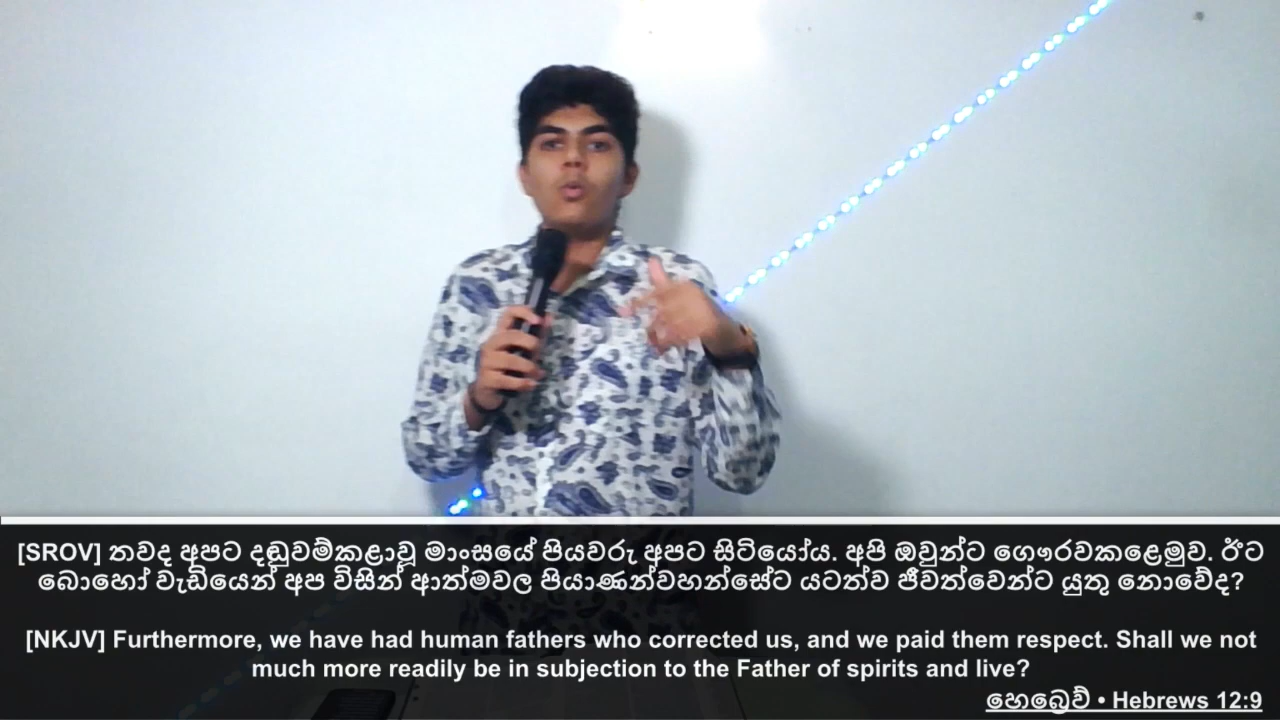 [SROV] තවද අපට දඬුවම්කළාවූ මාංසයේ පියවරු අපට සිටියෝය. අපි ඔවුන්ට ගෞරවකළෙමුව. ඊට
බොහෝ වැඩියෙන් අප විසින් ආත්මවල පියාණන්වහන්සේට යටත්ව ජීවත්වෙන්ට යුතු නොවේද?
[NKJV] Furthermore, we have had human fathers who corrected us, and we paid them respect. Shall we not
much more readily be in subjection to the Father of spirits and live?
හෙබ්‍රෙව් • Hebrews 12:9